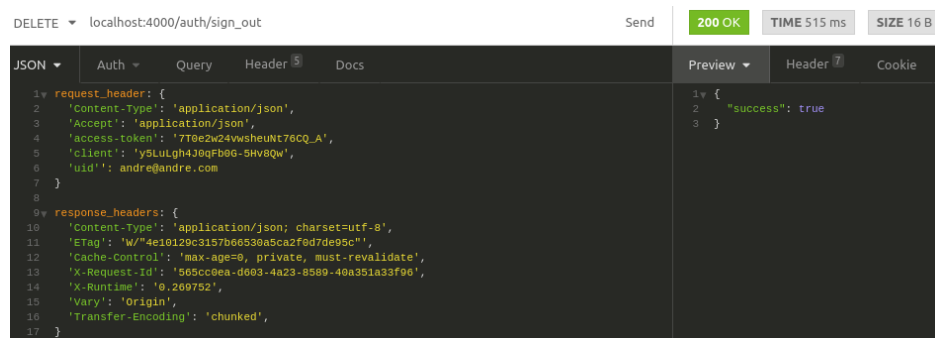 DELETE localhost:4000/auth/sign_out Send 200 OK TIME 515 ms SIZE 16 B
JSON Auth Query Header 5 Docs Preview Header 7 Cookie
1 request_header: {
2 'Content-Type': 'application/json',
3 'Accept': 'application/json',
4 'access-token': '7T0e2w24vwsheuNt76CQ_A',
5 'client': 'y5LuLgh4J0qFb0G-5Hv8Qw',
6 'uid'': andre@andre.com
7 }
8
9 response_headers: {
10 'Content-Type': 'application/json; charset=utf-8',
11 'ETag': 'W/"4e10129c3157b66530a5ca2f0d7de95c"',
12 'Cache-Control': 'max-age=0, private, must-revalidate',
13 'X-Request-Id': '565cc0ea-d603-4a23-8589-40a351a33f96',
14 'X-Runtime': '0.269752',
15 'Vary': 'Origin',
16 'Transfer-Encoding': 'chunked',
17 }
1 {
2 "success": true
3 }